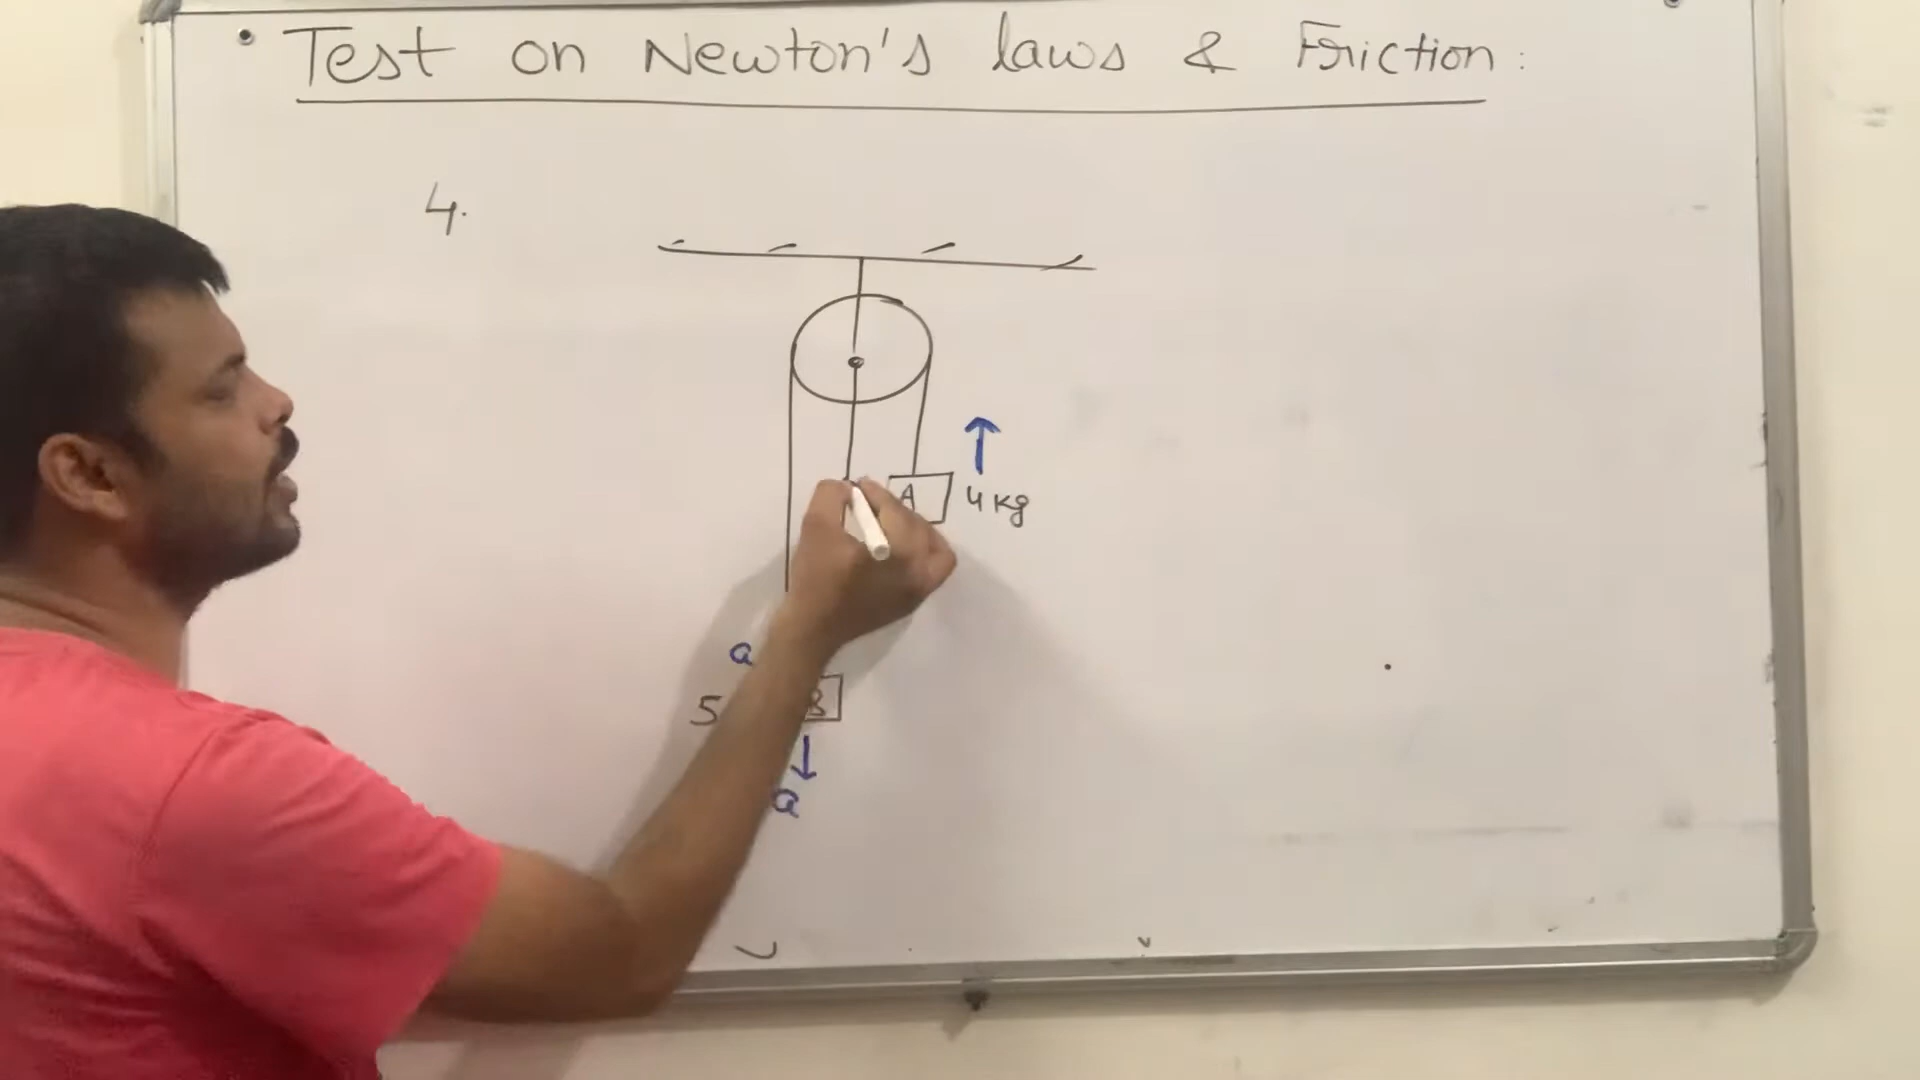 • Test on Newton's laws & Friction :
4.
A 4 kg
a
5 B
a